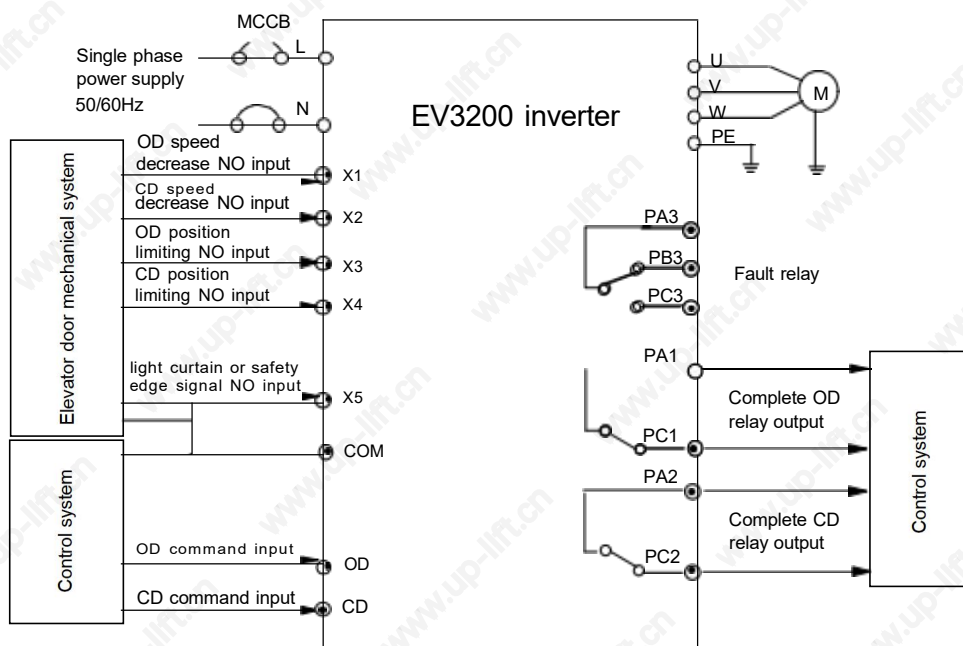 MCCB
L
Single phase
power supply
50/60Hz
N
EV3200 inverter
U
V
W
PE
M
Elevator door mechanical system
OD speed
decrease NO input
X1
CD speed
decrease NO input
X2
OD position
limiting NO input
X3
CD position
limiting NO input
X4
light curtain or safety
edge signal NO input
X5
COM
Control system
OD command input
OD
CD command input
CD
PA3
PB3
PC3
Fault relay
PA1
Complete OD
relay output
PC1
PA2
Complete CD
relay output
PC2
Control system
www.up-lift.cn